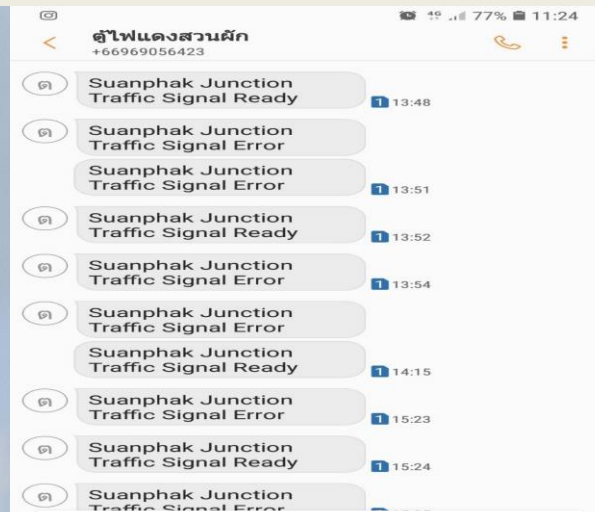 4G 77% 11:24
ตู้ไฟแดงสวนผัก
+66969056423
ต Suanphak Junction
Traffic Signal Ready
1 13:48
ต Suanphak Junction
Traffic Signal Error
Suanphak Junction
Traffic Signal Error
1 13:51
ต Suanphak Junction
Traffic Signal Ready
1 13:52
ต Suanphak Junction
Traffic Signal Error
1 13:54
ต Suanphak Junction
Traffic Signal Error
Suanphak Junction
Traffic Signal Ready
1 14:15
ต Suanphak Junction
Traffic Signal Error
1 15:23
ต Suanphak Junction
Traffic Signal Ready
1 15:24
ต Suanphak Junction
Traffic Signal Error